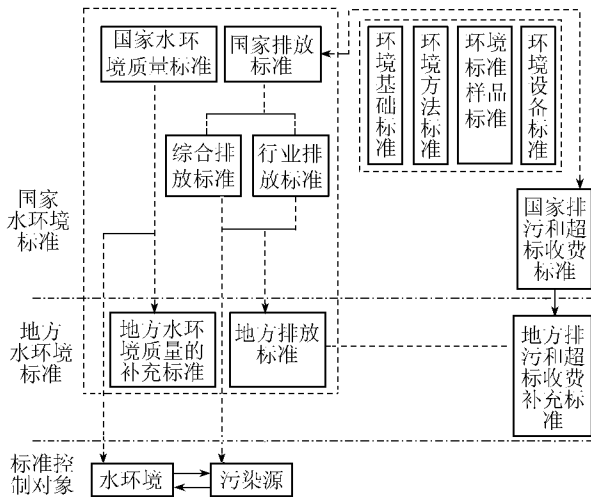 国家水环
境质量标准
国家排放
标准
环境基础标准
环境方法标准
环境
标准
样品
标准
环境设备标准
综合排
放标准
行业排
放标准
国家
水环境
标准
国家排
污和超
标收费
标准
地方
水环境
标准
地方水环
境质量的
补充标准
地方排放
标准
地方排
污和超
标收费
补充标
准
标准控
制对象
水环境
污染源